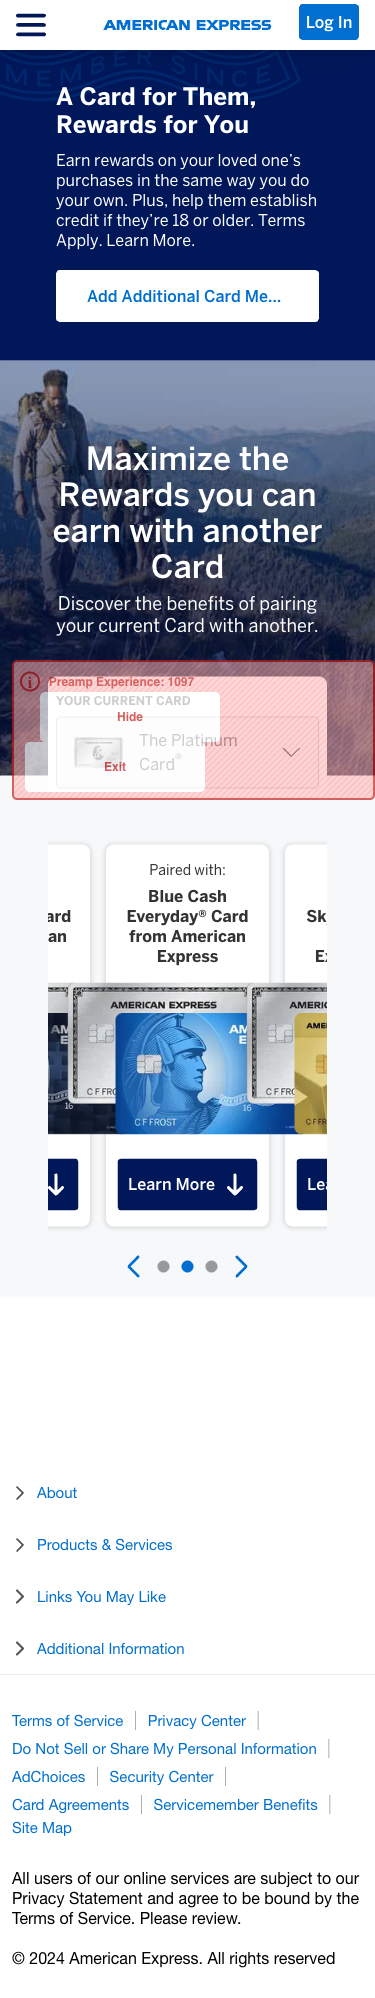 AMERICAN EXPRESS
Log In
MEMBER SINCE
A Card for Them,
Rewards for You
Earn rewards on your loved one's
purchases in the same way you do
your own. Plus, help them establish
credit if they're 18 or older. Terms
Apply. Learn More.
Add Additional Card Me...
Maximize the
Rewards you can
earn with another
Card
Discover the benefits of pairing
your current Card with another.
Preamp Experience: 1097
YOUR CURRENT CARD
Hide
The Platinum
Card®
Exit
Paired with:
Blue Cash
Everyday® Card
from American
Express
ard
an
Sk
Ex
AMERICAN EXPRESS
AM
AMERIC
AME
16
C F FROST
16
C F FROST
C F FROST
C F FR
Learn More
Lea
About
Products & Services
Links You May Like
Additional Information
Terms of Service
Privacy Center
Do Not Sell or Share My Personal Information
AdChoices
Security Center
Card Agreements
Servicemember Benefits
Site Map
All users of our online services are subject to our
Privacy Statement and agree to be bound by the
Terms of Service. Please review.
© 2024 American Express. All rights reserved